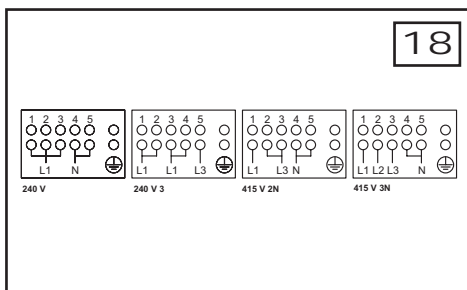 18
1 2 3 4 5
L1 N
240 V
1 2 3 4 5
L1 L1 L3
240 V 3
1 2 3 4 5
L1 L3 N
415 V 2N
1 2 3 4 5
L1 L2 L3 N
415 V 3N